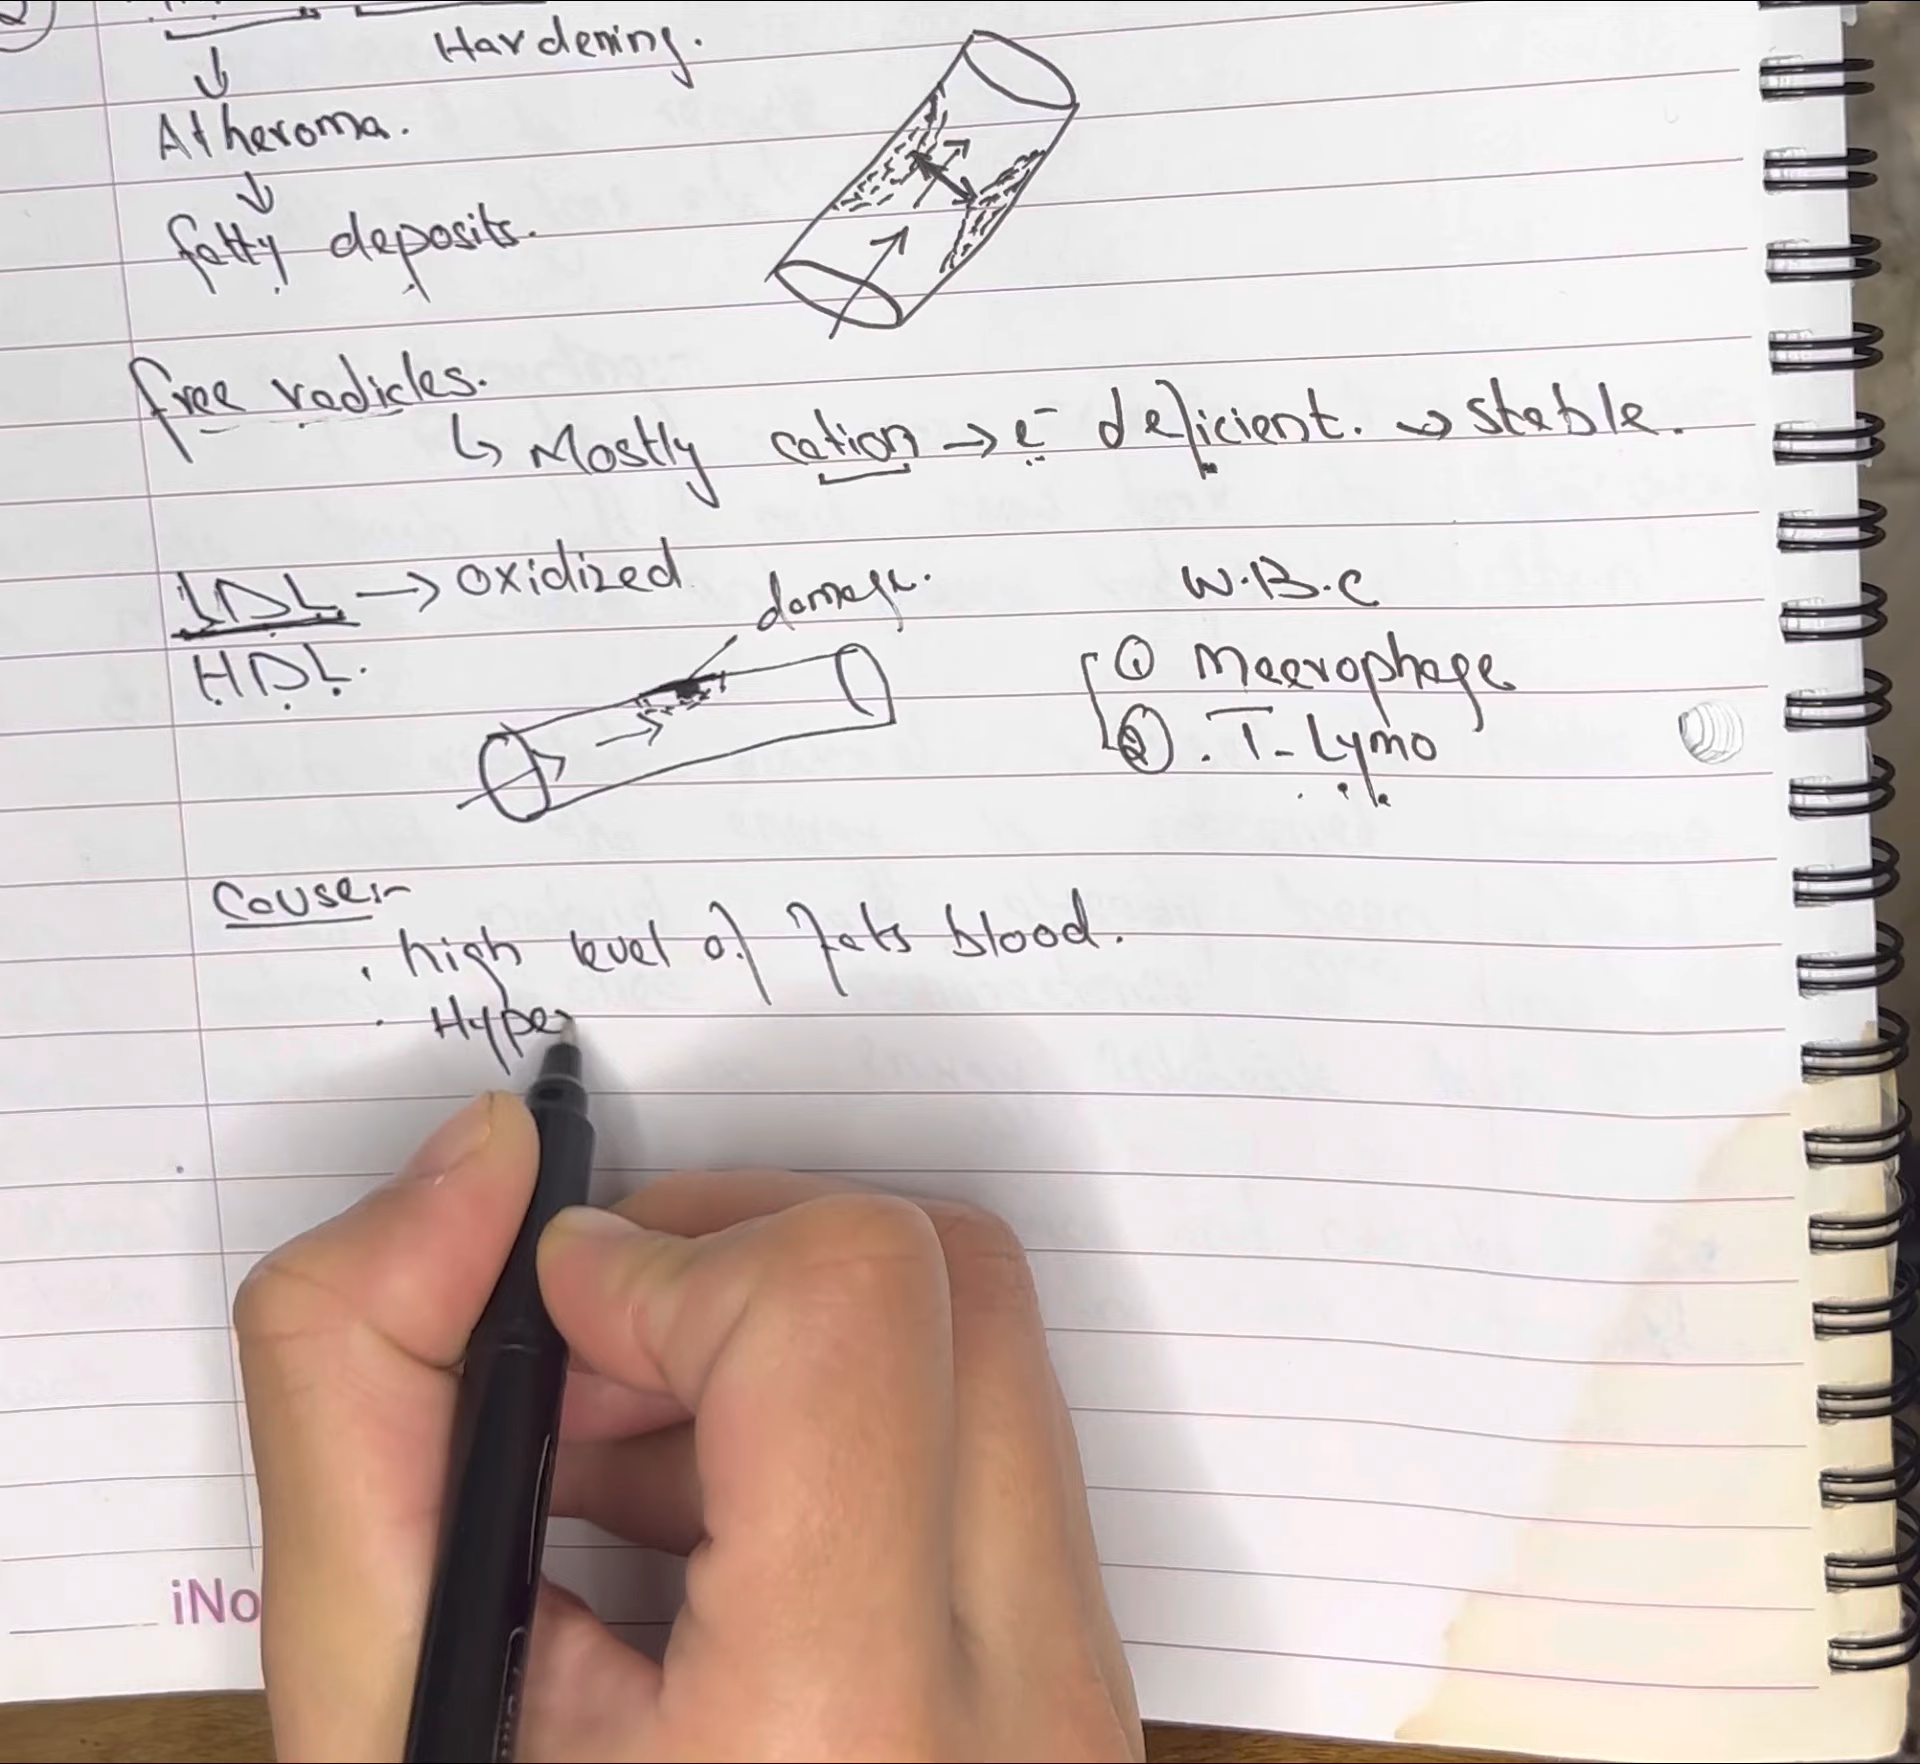 Hardening.
Atheroma.
fatty deposits.
free radicles.
↳ Mostly cation → e⁻ deficient. → stable.
LDL → oxidized
damage.
HDL.
W.B.C
① Macrophage
② . T- Lymo
Cause:-
. high level of fats blood.
. Hyper
iNo